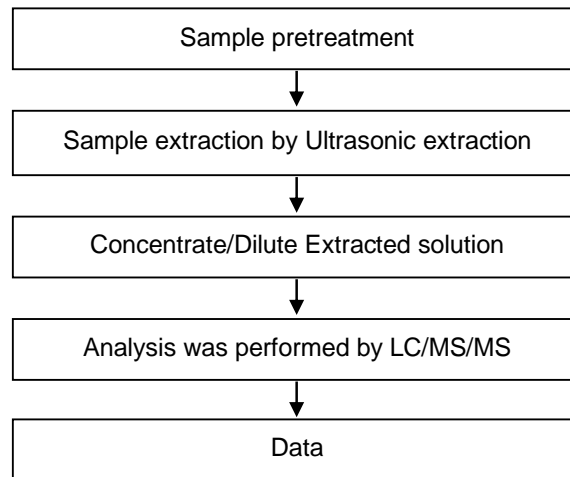 Sample pretreatment
Sample extraction by Ultrasonic extraction
Concentrate/Dilute Extracted solution
Analysis was performed by LC/MS/MS
Data